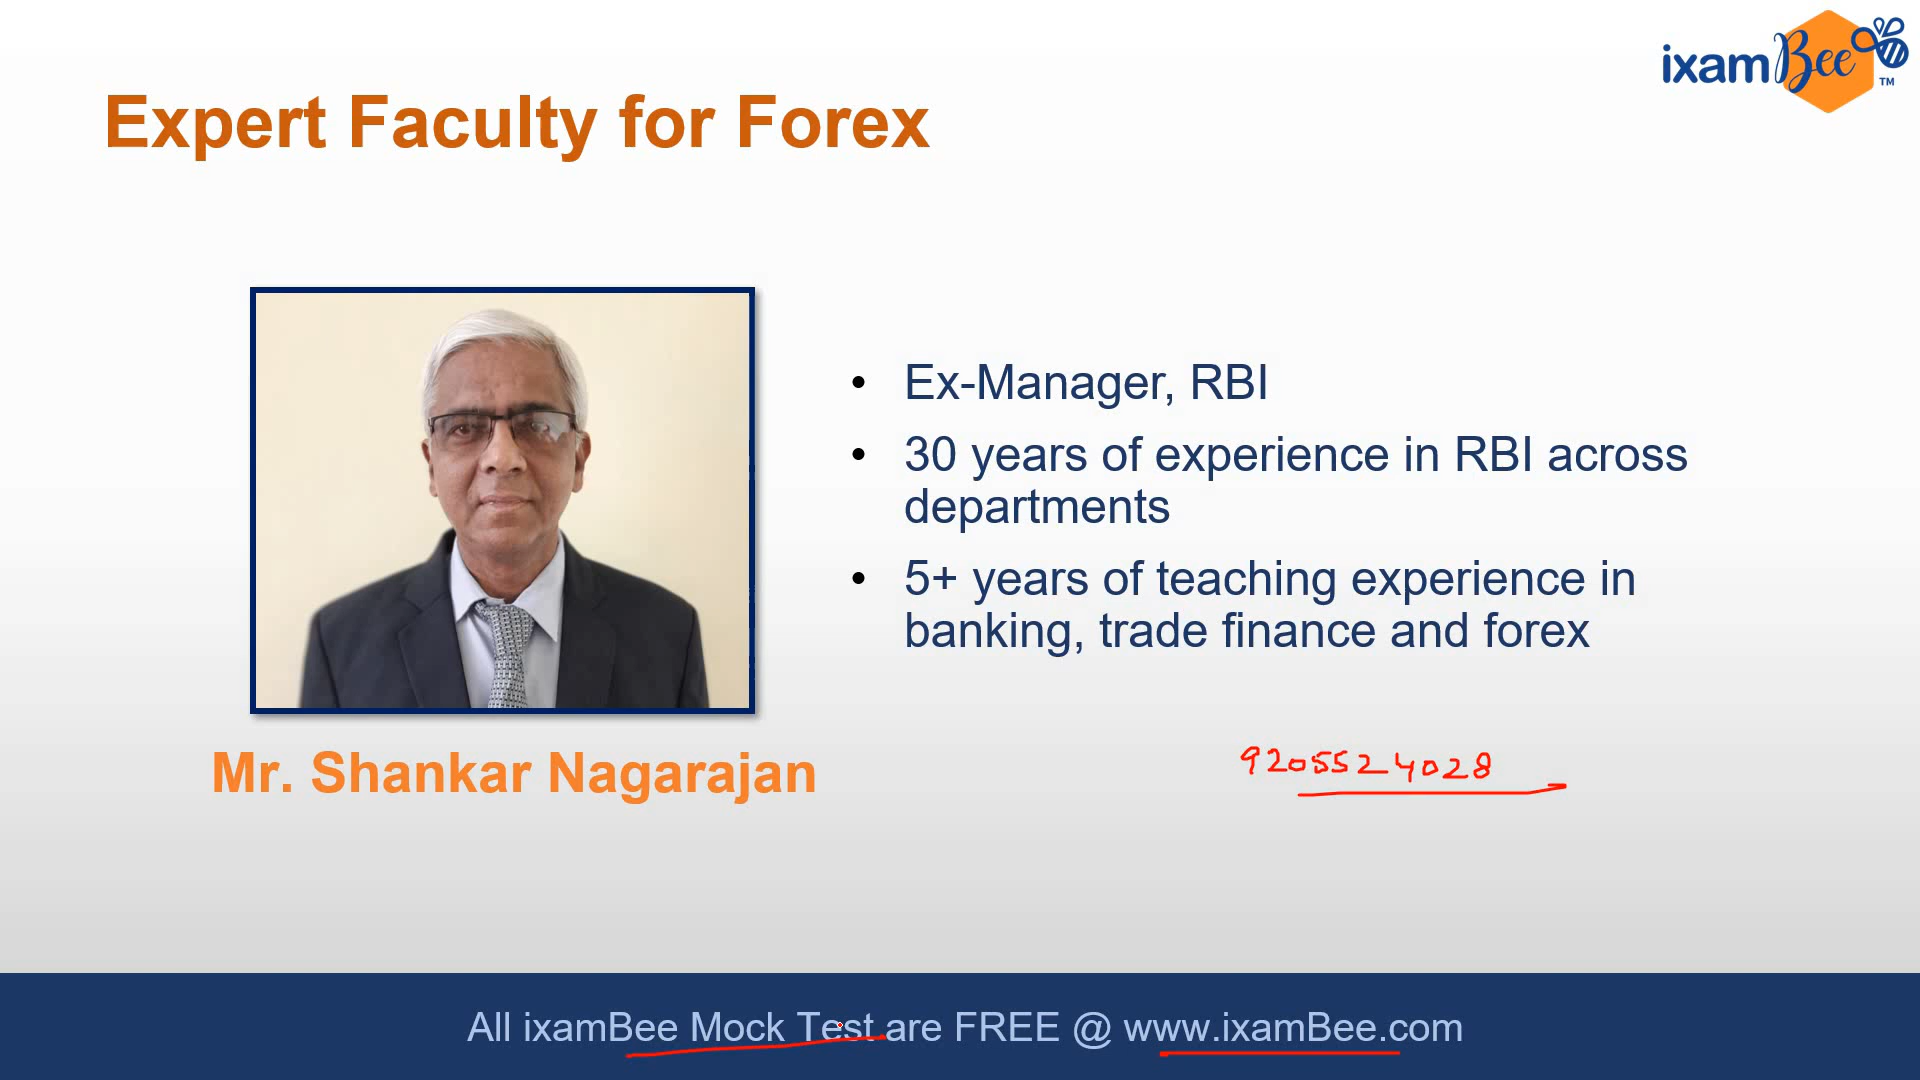 ixamBee™
Expert Faculty for Forex
• Ex-Manager, RBI
• 30 years of experience in RBI across
departments
• 5+ years of teaching experience in
banking, trade finance and forex
Mr. Shankar Nagarajan
9205524028
All ixamBee Mock Test are FREE @ www.ixamBee.com